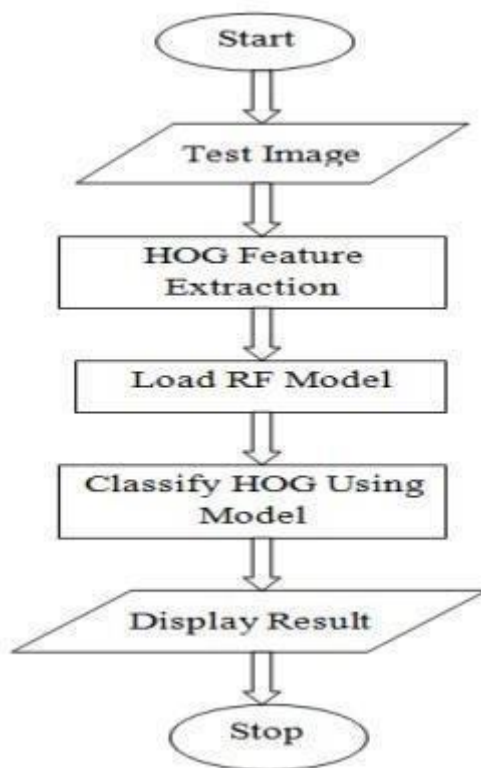 Start
Test Image
HOG Feature
Extraction
Load RF Model
Classify HOG Using
Model
Display Result
Stop